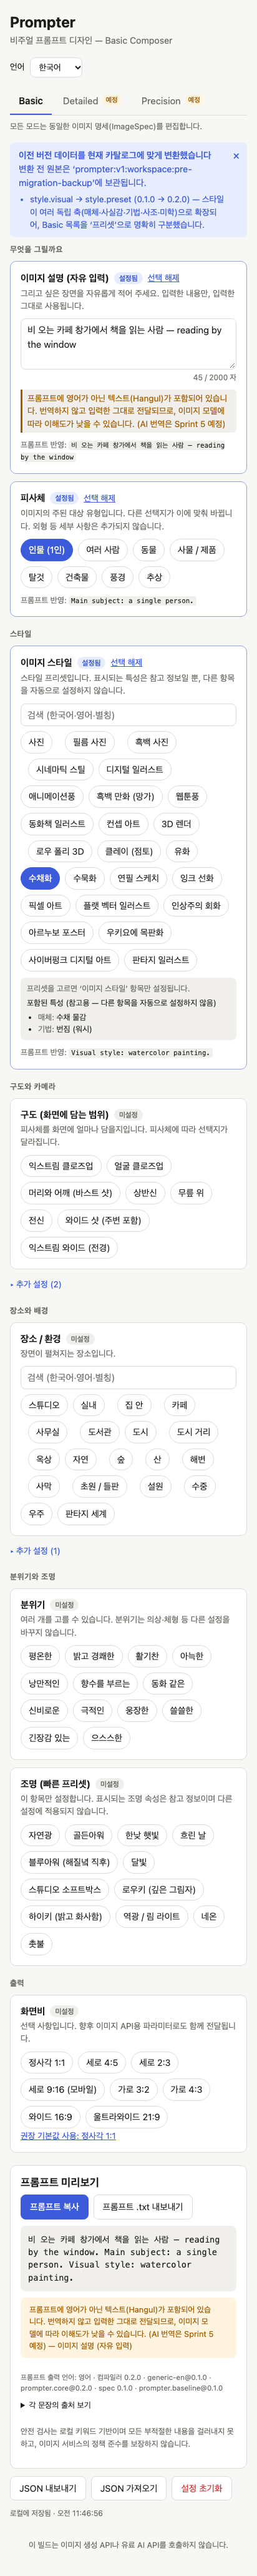 Prompter
비주얼 프롬프트 디자인 — Basic Composer
언어 한국어
Basic Detailed 예정 Precision 예정
모든 모드는 동일한 이미지 명세(ImageSpec)를 편집합니다.
이전 버전 데이터를 현재 카탈로그에 맞게 변환했습니다 ×
변환 전 원본은 ‘prompter:v1:workspace:pre-
migration-backup’에 보관됩니다.
• style.visual → style.preset (0.1.0 → 0.2.0) — 스타일
이 여러 독립 축(매체·사실감·기법·사조·미학)으로 확장되
어, Basic 목록을 ‘프리셋’으로 명확히 구분했습니다.
무엇을 그릴까요
이미지 설명 (자유 입력) 설정됨 선택 해제
그리고 싶은 장면을 자유롭게 적어 주세요. 입력한 내용만, 입력한
그대로 사용됩니다.
비 오는 카페 창가에서 책을 읽는 사람 — reading
by the window
45 / 2000 자
프롬프트에 영어가 아닌 텍스트(Hangul)가 포함되어 있습니
다. 번역하지 않고 입력한 그대로 전달되므로, 이미지 모델에
따라 이해도가 낮을 수 있습니다. (AI 번역은 Sprint 5 예정)
프롬프트 반영: 비 오는 카페 창가에서 책을 읽는 사람 — reading
by the window
피사체 설정됨 선택 해제
이미지의 주된 대상 유형입니다. 다른 선택지가 이에 맞춰 바뀝니
다. 외형 등 세부 사항은 추가되지 않습니다.
인물 (1인) 여러 사람 동물 사물 / 제품
탈것 건축물 풍경 추상
프롬프트 반영: Main subject: a single person.
스타일
이미지 스타일 설정됨 선택 해제
스타일 프리셋입니다. 표시되는 특성은 참고 정보일 뿐, 다른 항목
을 자동으로 설정하지 않습니다.
검색 (한국어·영어·별칭)
사진 필름 사진 흑백 사진
시네마틱 스틸 디지털 일러스트
애니메이션풍 흑백 만화 (망가) 웹툰풍
동화책 일러스트 컨셉 아트 3D 렌더
로우 폴리 3D 클레이 (점토) 유화
수채화 수묵화 연필 스케치 잉크 선화
픽셀 아트 플랫 벡터 일러스트 인상주의 회화
아르누보 포스터 우키요에 목판화
사이버펑크 디지털 아트 판타지 일러스트
프리셋을 고르면 ‘이미지 스타일’ 항목만 설정됩니다.
포함된 특성 (참고용 — 다른 항목을 자동으로 설정하지 않음)
• 매체: 수채 물감
• 기법: 번짐 (워시)
프롬프트 반영: Visual style: watercolor painting.
구도와 카메라
구도 (화면에 담는 범위) 미설정
피사체를 화면에 얼마나 담을지입니다. 피사체에 따라 선택지가
달라집니다.
익스트림 클로즈업 얼굴 클로즈업
머리와 어깨 (바스트 샷) 상반신 무릎 위
전신 와이드 샷 (주변 포함)
익스트림 와이드 (전경)
▸ 추가 설정 (2)
장소와 배경
장소 / 환경 미설정
장면이 펼쳐지는 장소입니다.
검색 (한국어·영어·별칭)
스튜디오 실내 집 안 카페
사무실 도서관 도시 도시 거리
옥상 자연 숲 산 해변
사막 초원 / 들판 설원 수중
우주 판타지 세계
▸ 추가 설정 (1)
분위기와 조명
분위기 미설정
여러 개를 고를 수 있습니다. 분위기는 의상·체형 등 다른 설정을
바꾸지 않습니다.
평온한 밝고 경쾌한 활기찬 아늑한
낭만적인 향수를 부르는 동화 같은
신비로운 극적인 웅장한 쓸쓸한
긴장감 있는 으스스한
조명 (빠른 프리셋) 미설정
이 항목만 설정합니다. 표시되는 조명 속성은 참고 정보이며 다른
설정에 적용되지 않습니다.
자연광 골든아워 한낮 햇빛 흐린 날
블루아워 (해질녘 직후) 달빛
스튜디오 소프트박스 로우키 (깊은 그림자)
하이키 (밝고 화사함) 역광 / 림 라이트 네온
촛불
출력
화면비 미설정
선택 사항입니다. 향후 이미지 API용 파라미터로도 함께 전달됩니
다.
정사각 1:1 세로 4:5 세로 2:3
세로 9:16 (모바일) 가로 3:2 가로 4:3
와이드 16:9 울트라와이드 21:9
권장 기본값 사용: 정사각 1:1
프롬프트 미리보기
프롬프트 복사 프롬프트 .txt 내보내기
비 오는 카페 창가에서 책을 읽는 사람 — reading
by the window. Main subject: a single
person. Visual style: watercolor
painting.
프롬프트에 영어가 아닌 텍스트(Hangul)가 포함되어 있습
니다. 번역하지 않고 입력한 그대로 전달되므로, 이미지 모
델에 따라 이해도가 낮을 수 있습니다. (AI 번역은 Sprint 5
예정) — 이미지 설명 (자유 입력)
프롬프트 출력 언어: 영어 · 컴파일러 0.2.0 · generic-en@0.1.0 ·
prompter.core@0.2.0 · spec 0.1.0 · prompter.baseline@0.1.0
▶ 각 문장의 출처 보기
안전 검사는 로컬 키워드 기반이며 모든 부적절한 내용을 걸러내지 못
하고, 이미지 서비스의 정책 준수를 보장하지 않습니다.
JSON 내보내기 JSON 가져오기 설정 초기화
로컬에 저장됨 · 오전 11:46:56
이 빌드는 이미지 생성 API나 유료 AI API를 호출하지 않습니다.